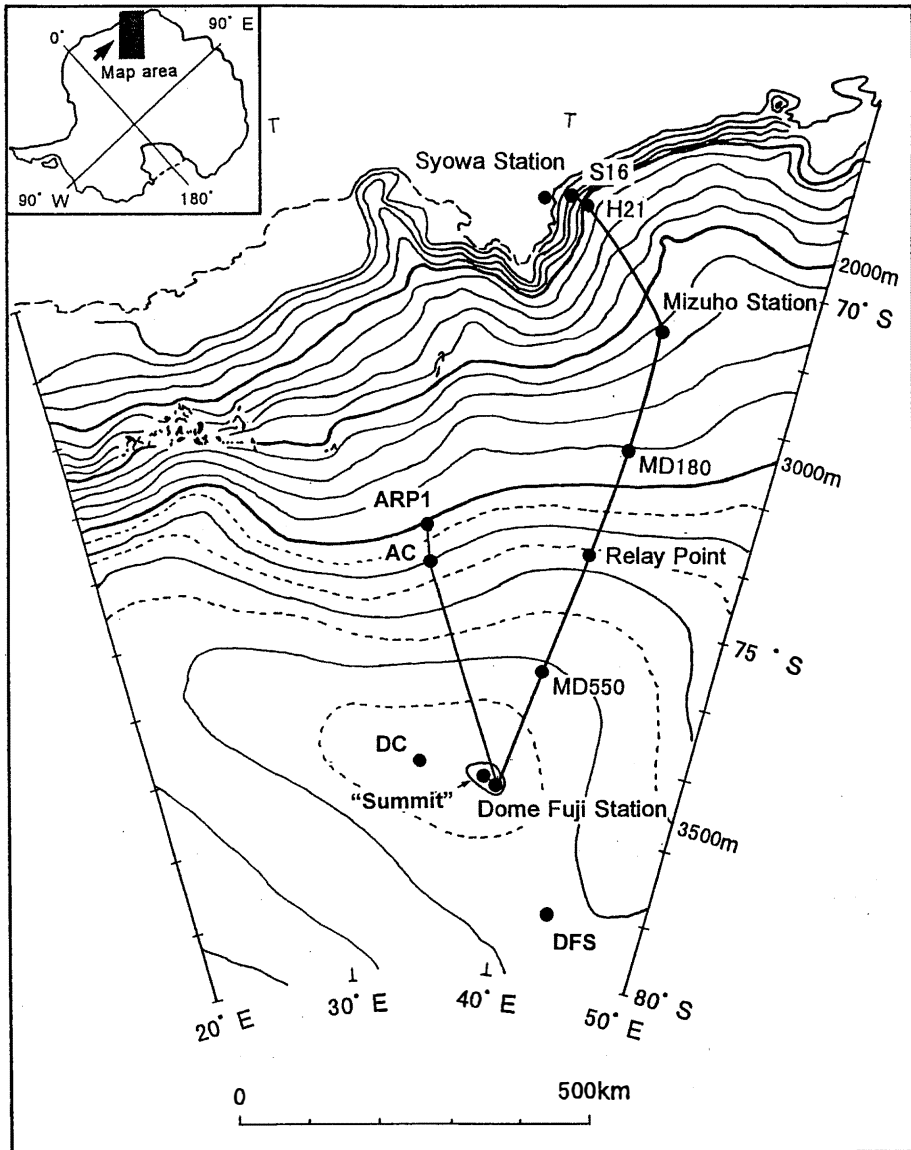 0°
90° E
Map area
90° W
180°
Syowa Station
S16
H21
2000m
70° S
Mizuho Station
MD180
3000m
ARP1
AC
Relay Point
75° S
MD550
DC
"Summit"
Dome Fuji Station
3500m
DFS
20° E
30° E
40° E
50° E
80° S
0
500km